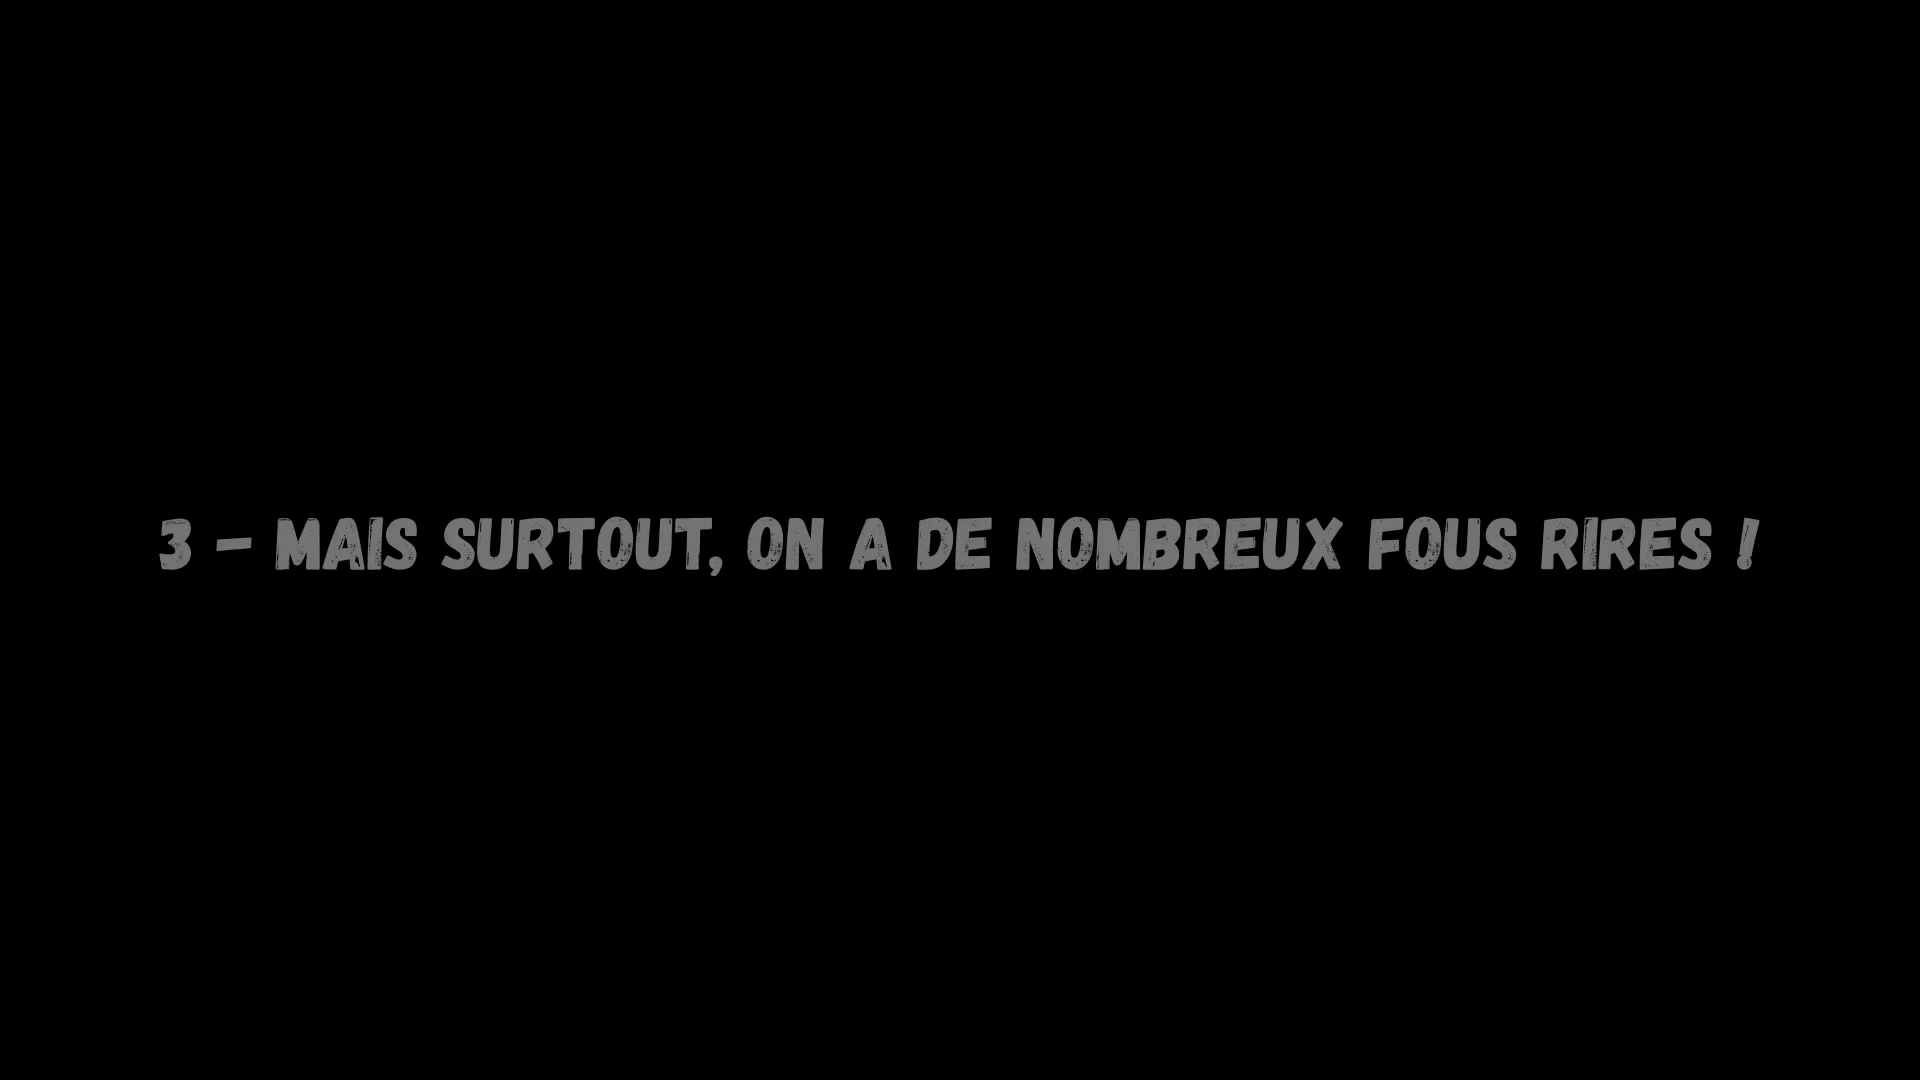 3 - MAIS SURTOUT, ON A DE NOMBREUX FOUS RIRES !